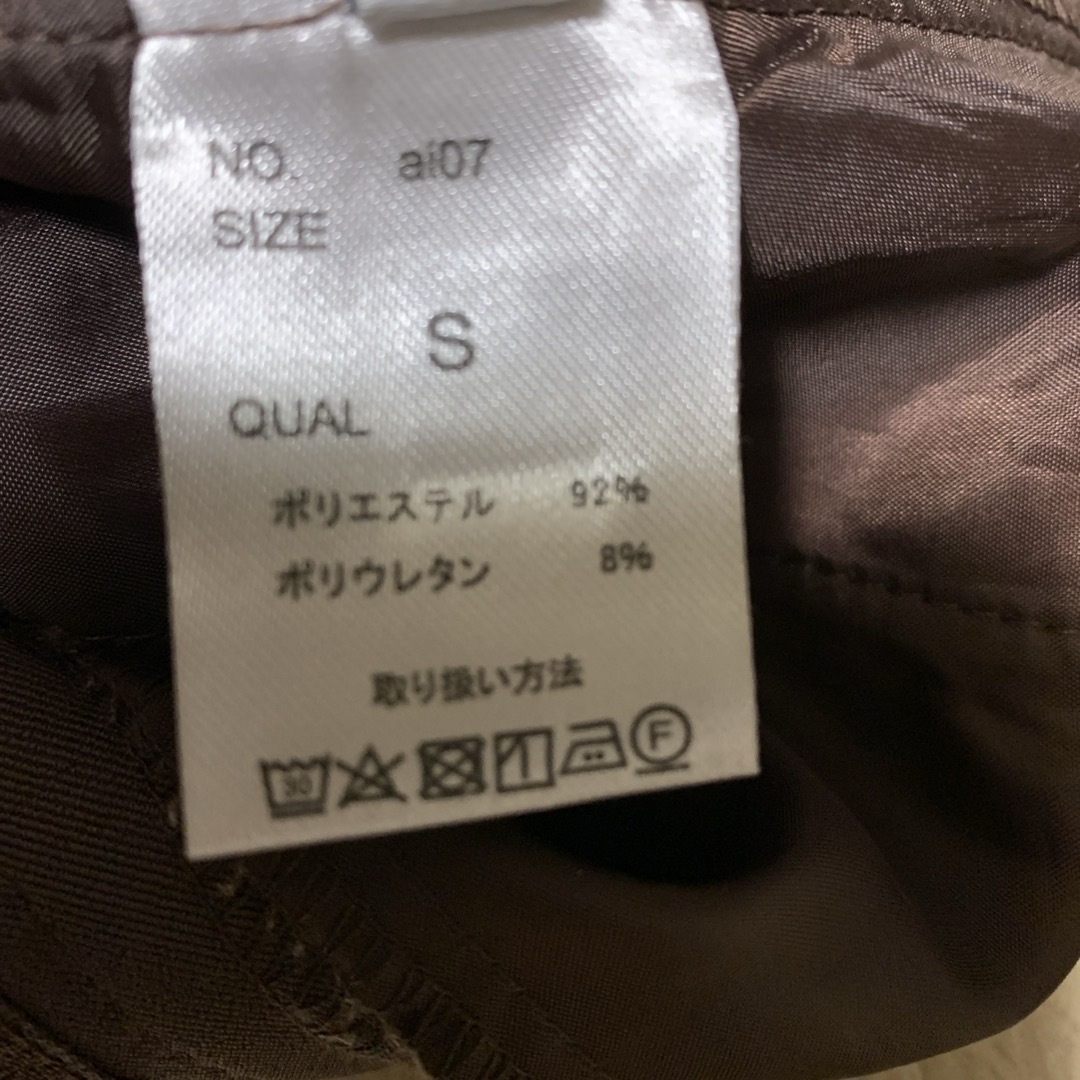 NO. ai07
SIZE
S
QUAL
ポリエステル 92%
ポリウレタン 8%
取り扱い方法
30 F